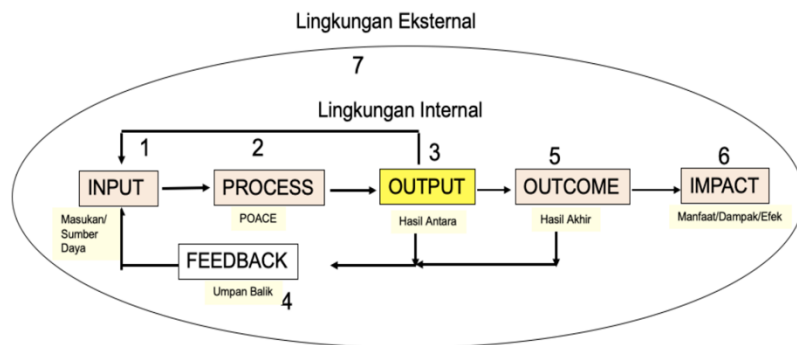 Lingkungan Eksternal
7
Lingkungan Internal
1
2
3
5
6
INPUT
PROCESS
OUTPUT
OUTCOME
IMPACT
Masukan/
Sumber
Daya
POACE
Hasil Antara
Hasil Akhir
Manfaat/Dampak/Efek
FEEDBACK
Umpan Balik
4